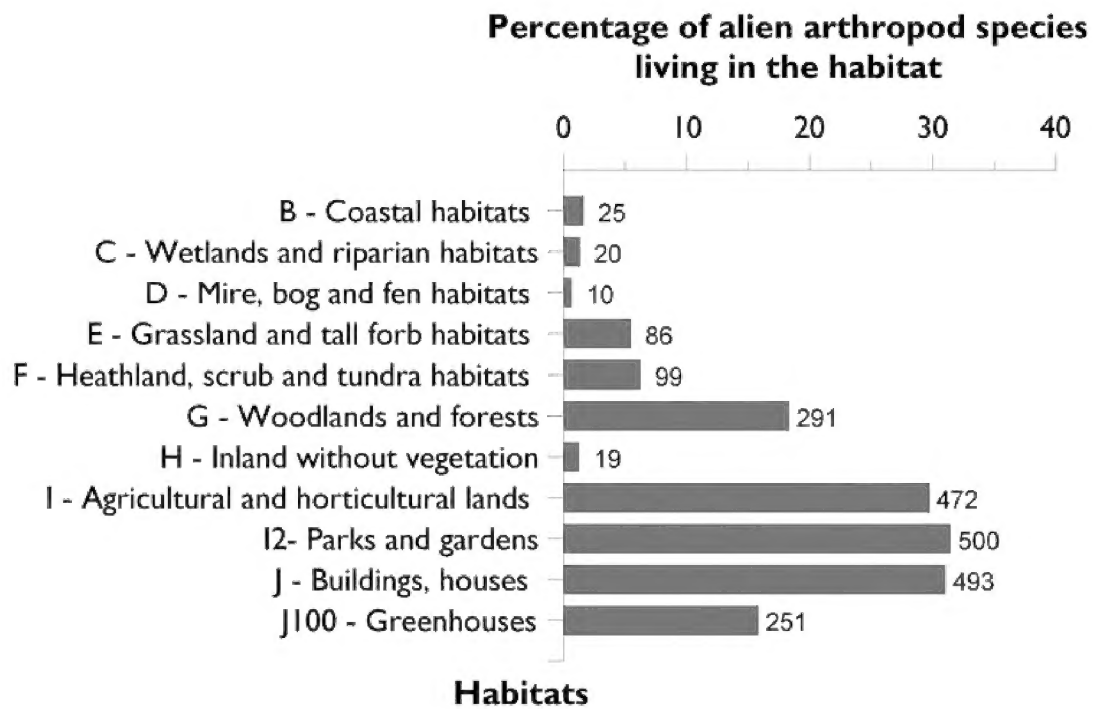 Percentage of alien arthropod species
living in the habitat
0 10 20 30 40
B - Coastal habitats 25
C - Wetlands and riparian habitats 20
D - Mire, bog and fen habitats 10
E - Grassland and tall forb habitats 86
F - Heathland, scrub and tundra habitats 99
G - Woodlands and forests 291
H - Inland without vegetation 19
I - Agricultural and horticultural lands 472
I2- Parks and gardens 500
J - Buildings, houses 493
J100 - Greenhouses 251
Habitats